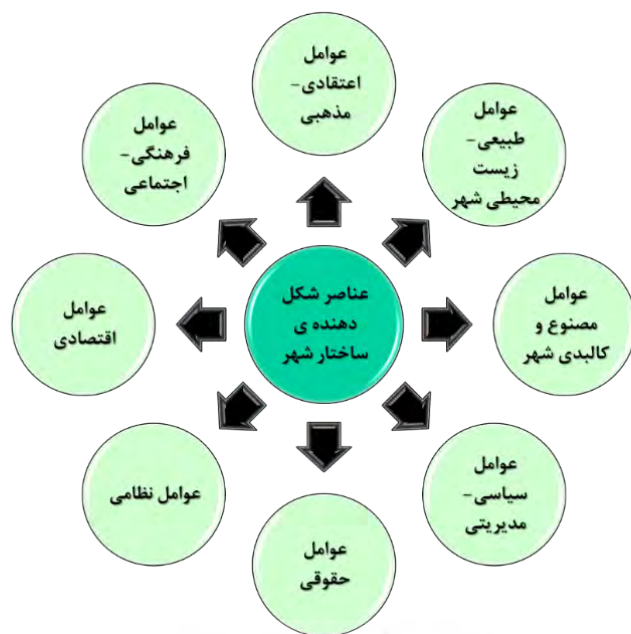 عوامل
اعتقادی-
مذهبی
عوامل
طبیعی-
زیست
محیطی شهر
عوامل
مصنوع و
کالبدی شهر
عوامل
سیاسی-
مدیریتی
عوامل
حقوقی
عوامل نظامی
عوامل
اقتصادی
عوامل
فرهنگی-
اجتماعی
عناصر شکل
دهنده ی
ساختار شهر